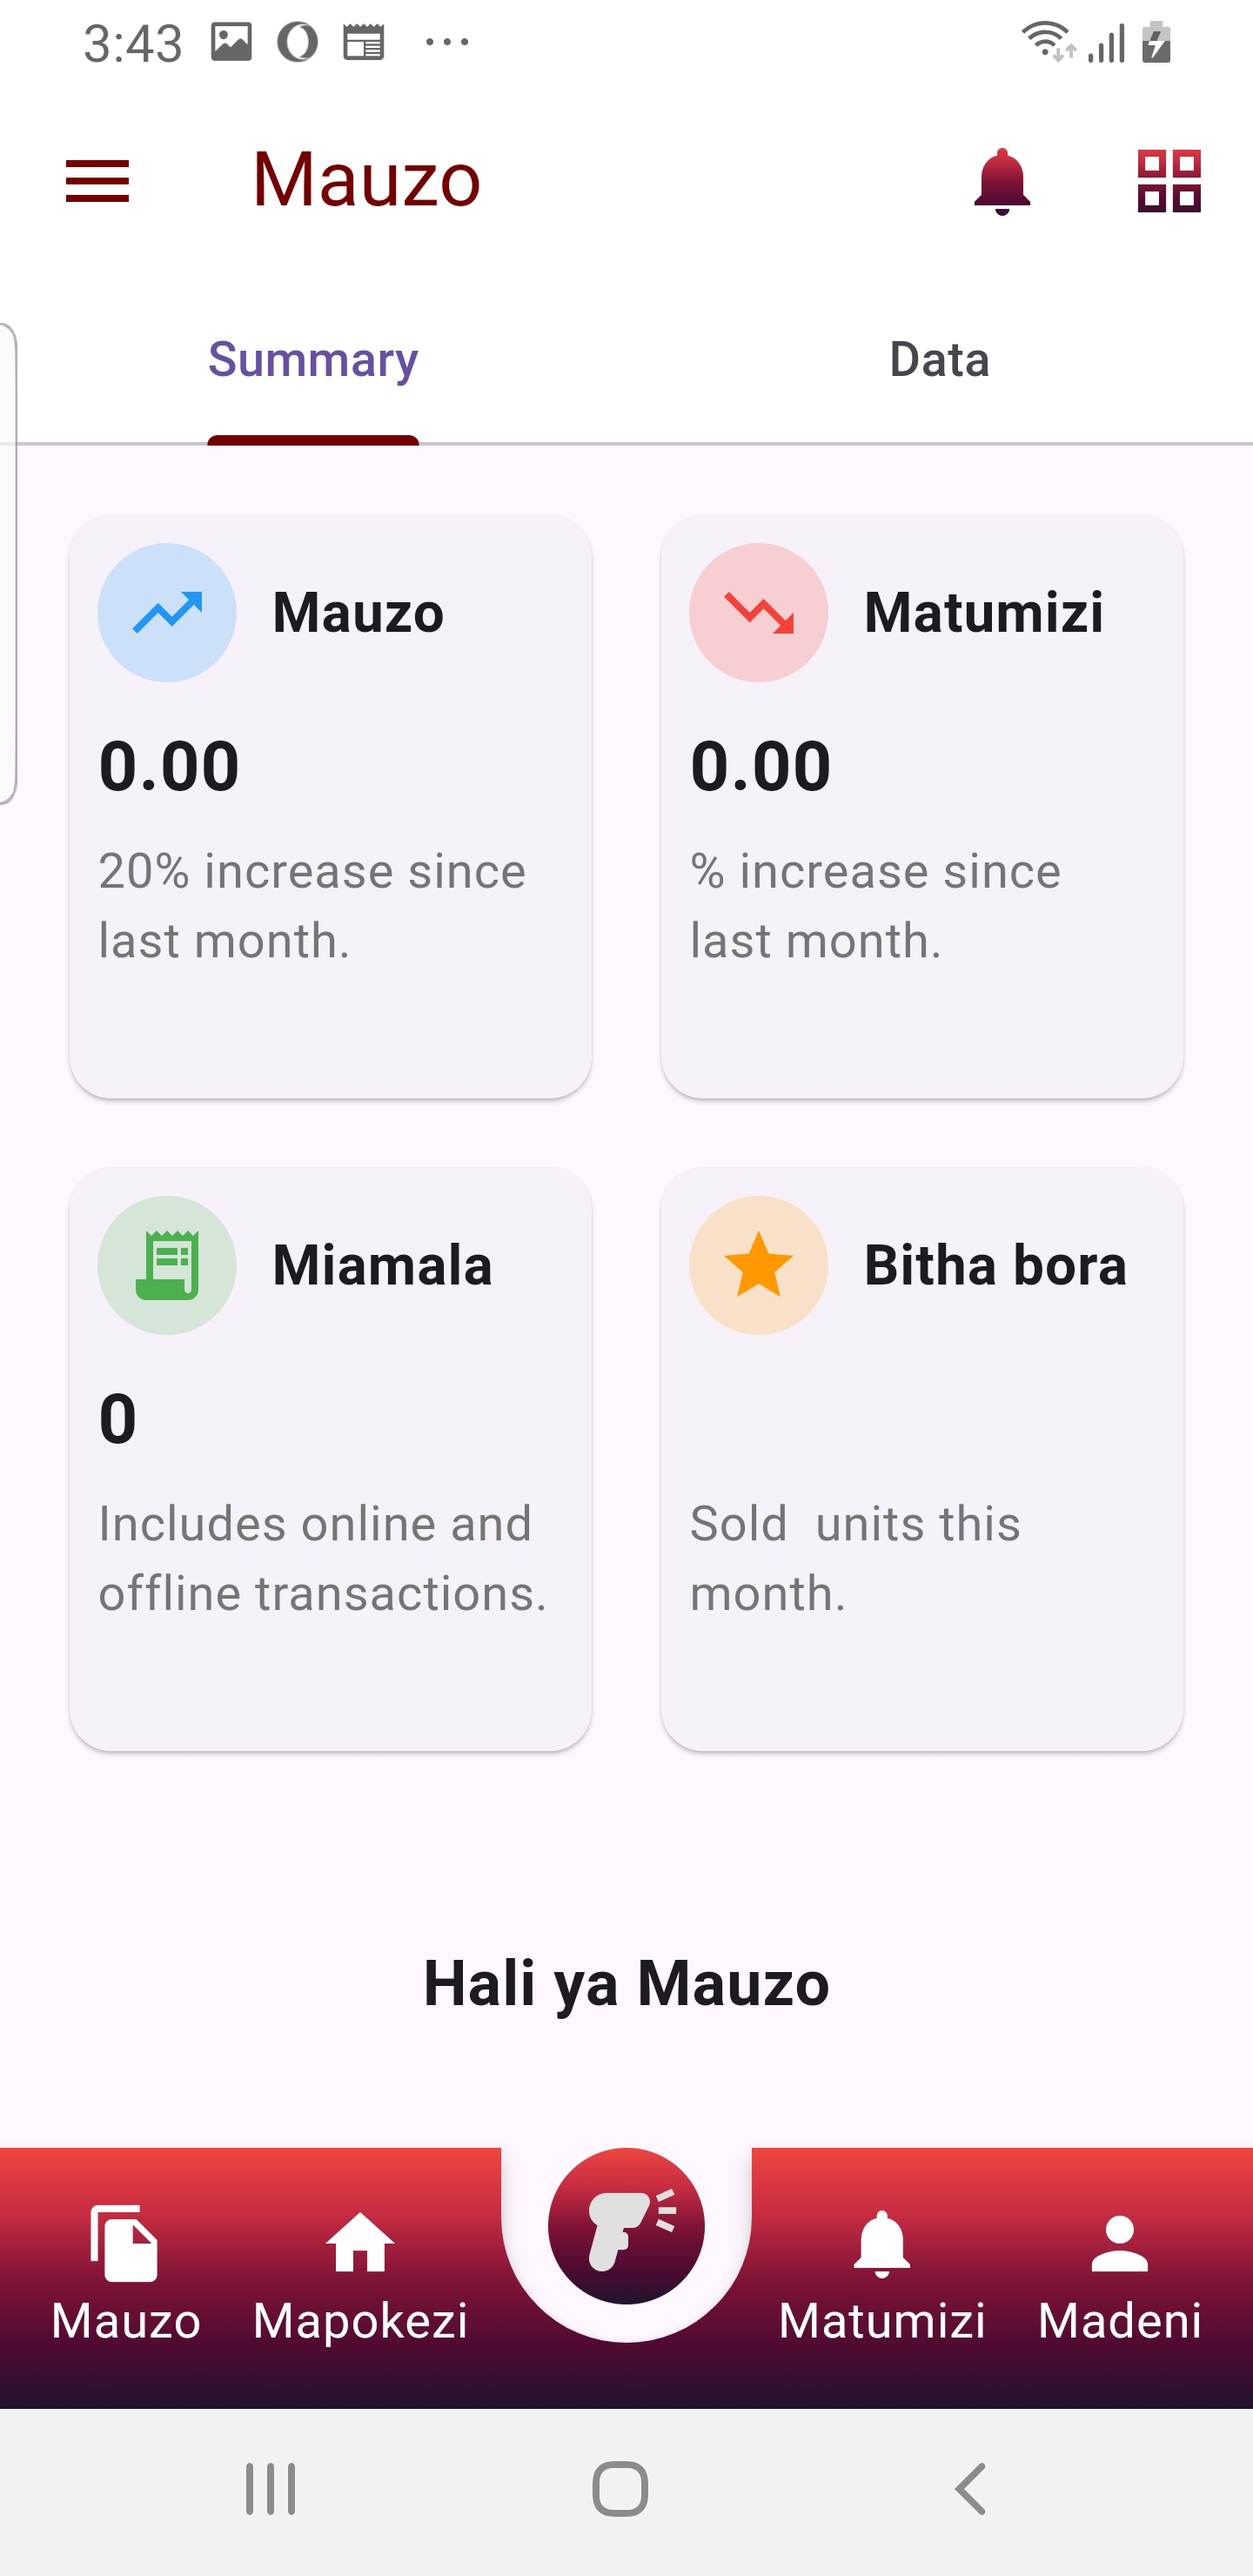 3:43
Mauzo
Summary
Data
Mauzo
0.00
20% increase since
last month.
Matumizi
0.00
% increase since
last month.
Miamala
0
Includes online and
offline transactions.
Bitha bora
Sold  units this
month.
Hali ya Mauzo
Mauzo
Mapokezi
Matumizi
Madeni